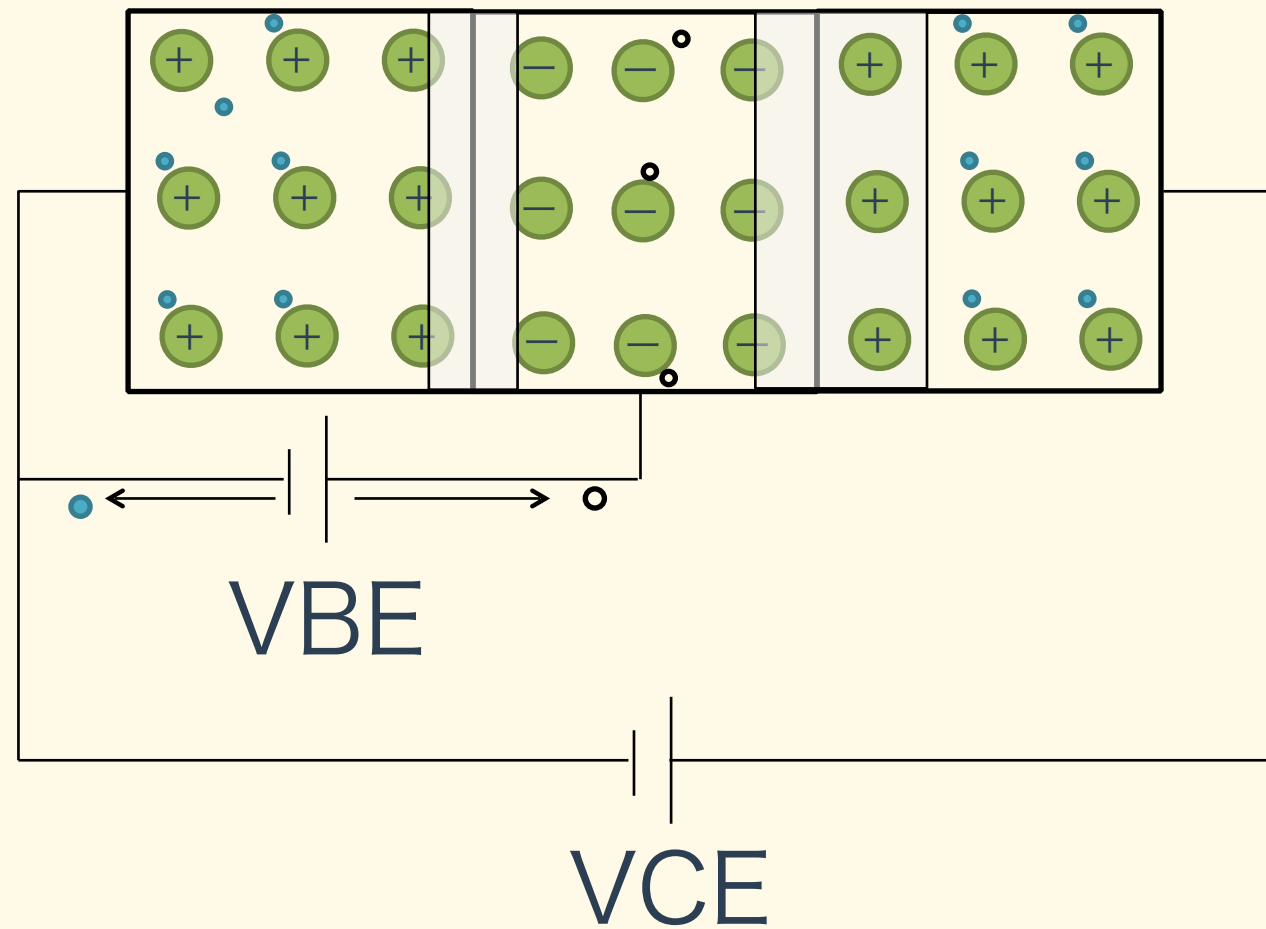 + + + − − − + + +
+ + + − − − + + +
+ + + − − − + + +
VBE
VCE